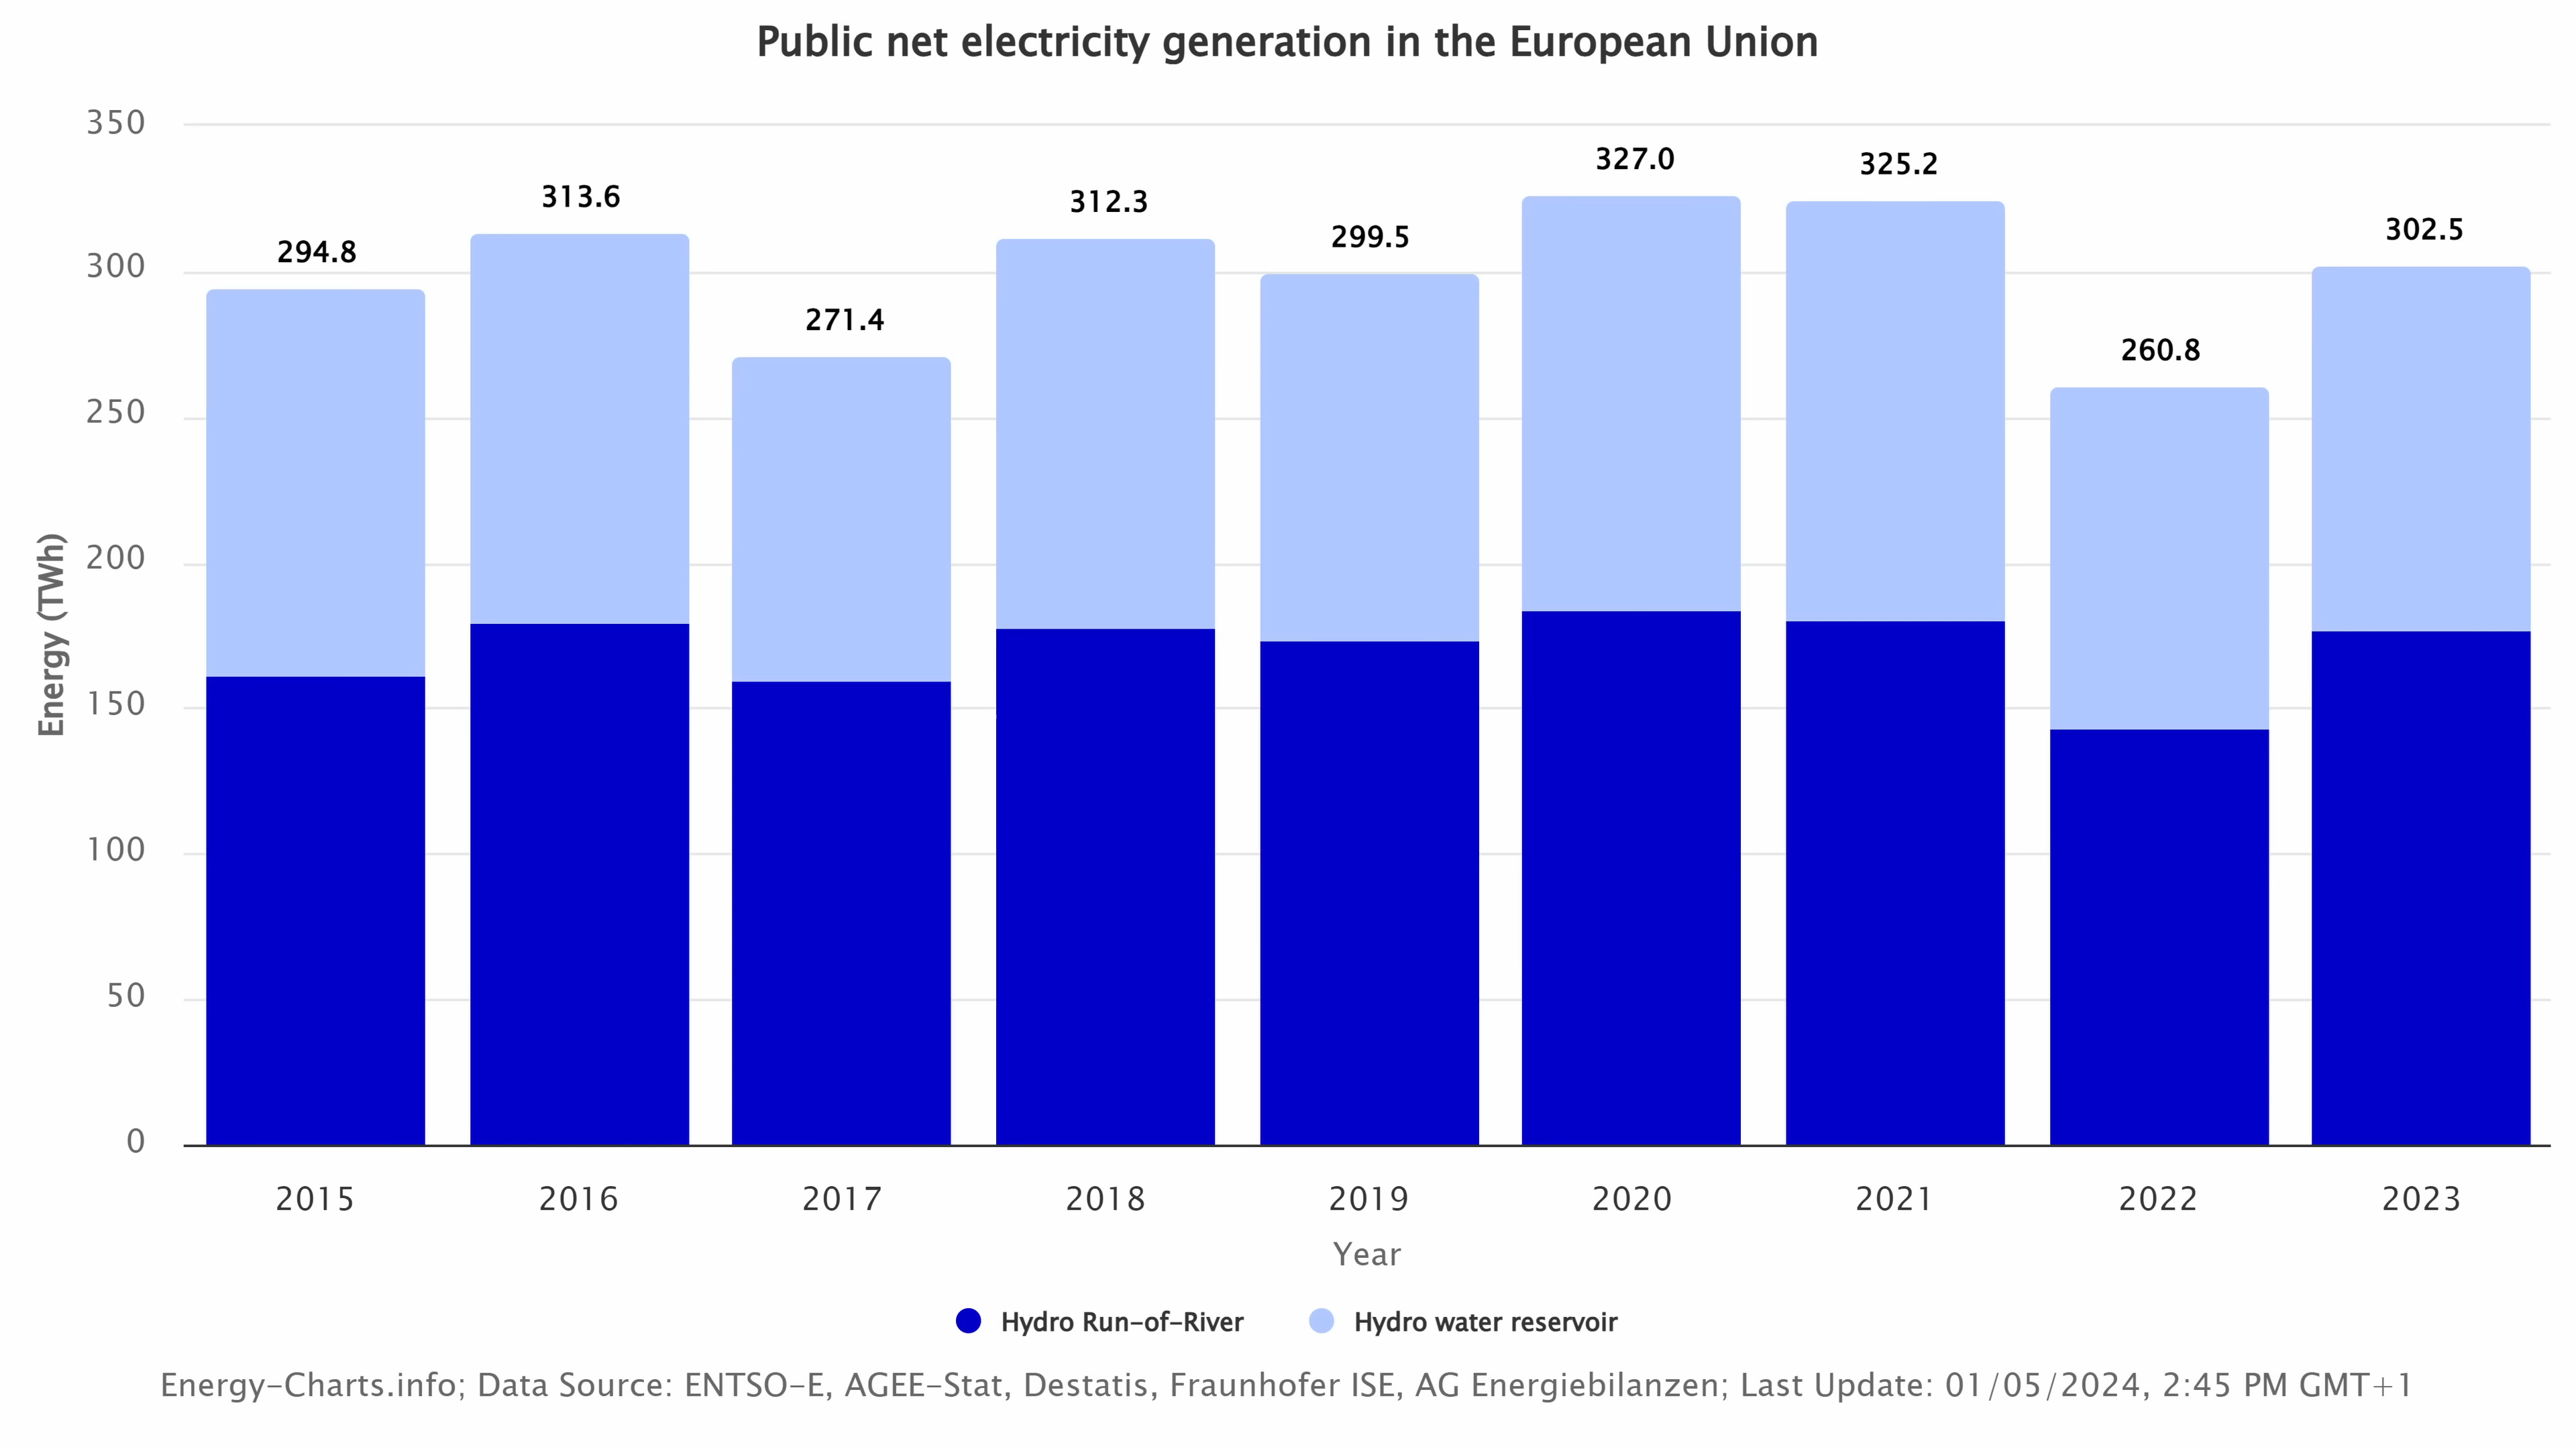 Public net electricity generation in the European Union
350
300
250
200
150
100
50
0
Energy (TWh)
294.8
313.6
271.4
312.3
299.5
327.0
325.2
260.8
302.5
2015 2016 2017 2018 2019 2020 2021 2022 2023
Year
Hydro Run-of-River Hydro water reservoir
Energy-Charts.info; Data Source: ENTSO-E, AGEE-Stat, Destatis, Fraunhofer ISE, AG Energiebilanzen; Last Update: 01/05/2024, 2:45 PM GMT+1